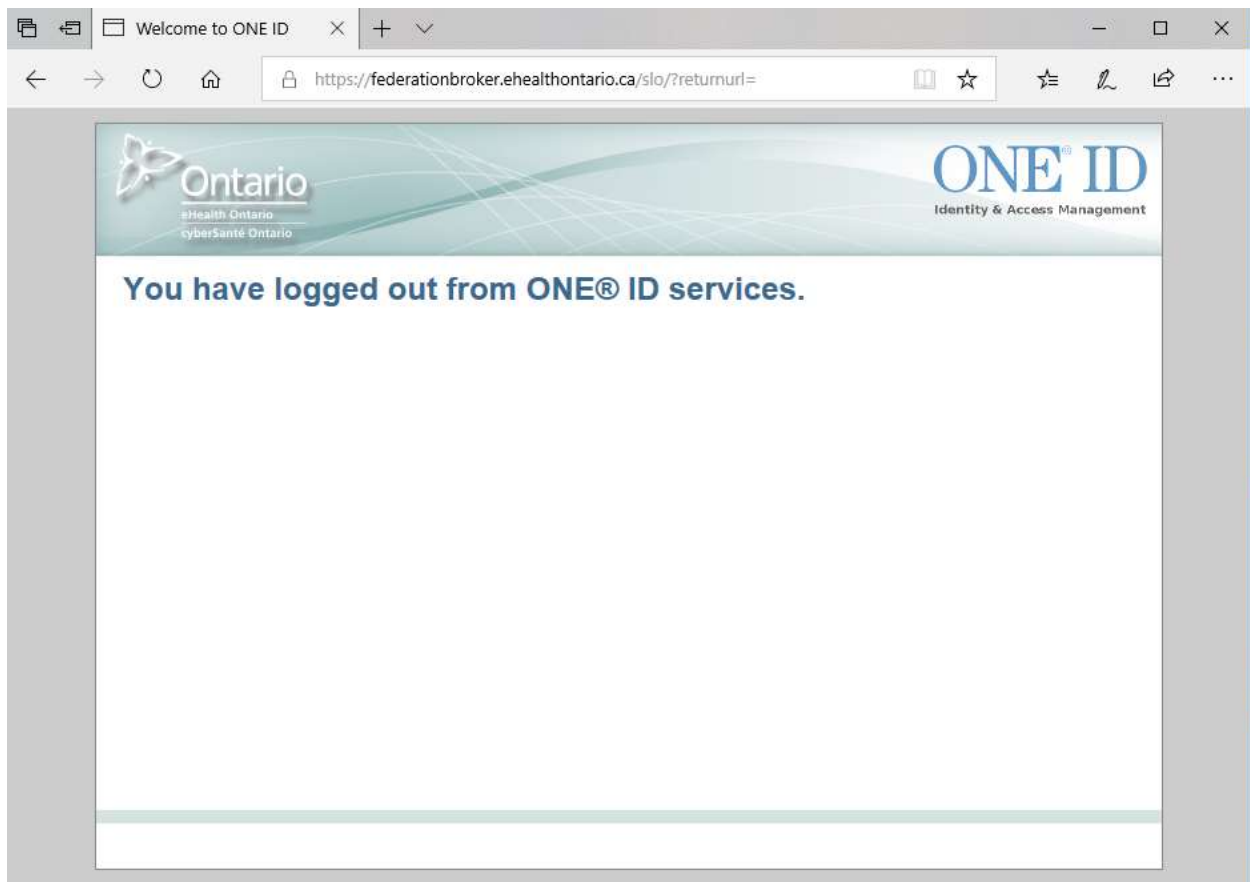 Welcome to ONE ID
https://federationbroker.ehealthontario.ca/slo/?returnurl=
Ontario
eHealth Ontario
cyberSanté Ontario
ONE® ID
Identity & Access Management
You have logged out from ONE® ID services.